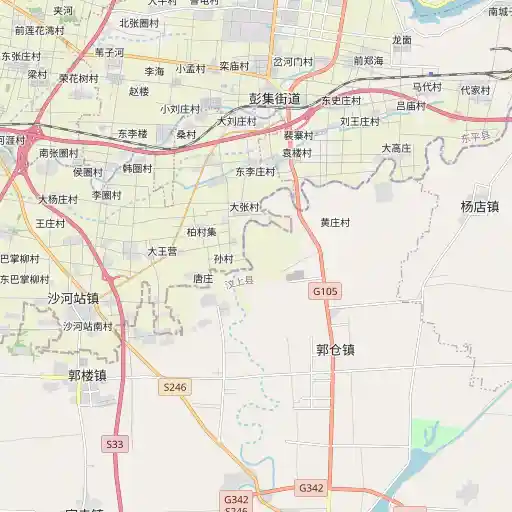 夹河
北张圈村
龙固
前莲花湾村
苇子河
岔河门村
前郑海
东张庄村
栾庙村
梁村
荣花树村
李海
小孟村
马代村
代家村
赵楼
彭集街道
东史庄村
吕庙村
小刘庄村
大刘庄村
刘王庄村
东李楼
桑村
裴寨村
东平县
南张圈村
袁楼村
大高庄
侯圈村
韩圈村
东李庄村
大杨庄村
李圈村
杨店镇
大张村
王庄村
柏村集
黄庄村
大王营
孙村
巴掌柳村
东巴掌柳村
唐庄
汶上县
G105
沙河站镇
沙河站南村
郭仓镇
郭楼镇
S246
S33
G342
G342
S246